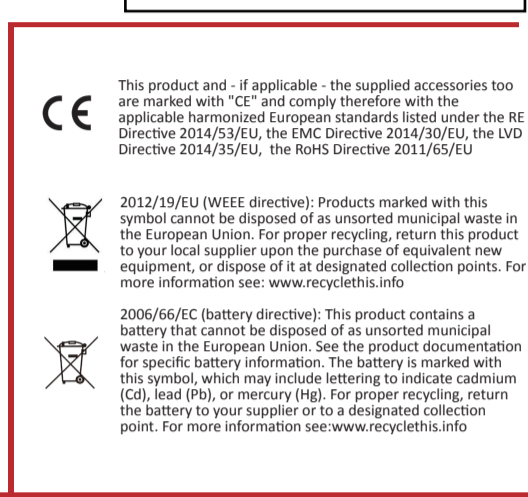 CE
This product and - if applicable - the supplied accessories too
are marked with "CE" and comply therefore with the
applicable harmonized European standards listed under the RE
Directive 2014/53/EU, the EMC Directive 2014/30/EU, the LVD
Directive 2014/35/EU,  the RoHS Directive 2011/65/EU
2012/19/EU (WEEE directive): Products marked with this
symbol cannot be disposed of as unsorted municipal waste in
the European Union. For proper recycling, return this product
to your local supplier upon the purchase of equivalent new
equipment, or dispose of it at designated collection points. For
more information see: www.recyclethis.info
2006/66/EC (battery directive): This product contains a
battery that cannot be disposed of as unsorted municipal
waste in the European Union. See the product documentation
for specific battery information. The battery is marked with
this symbol, which may include lettering to indicate cadmium
(Cd), lead (Pb), or mercury (Hg). For proper recycling, return
the battery to your supplier or to a designated collection
point. For more information see:www.recyclethis.info